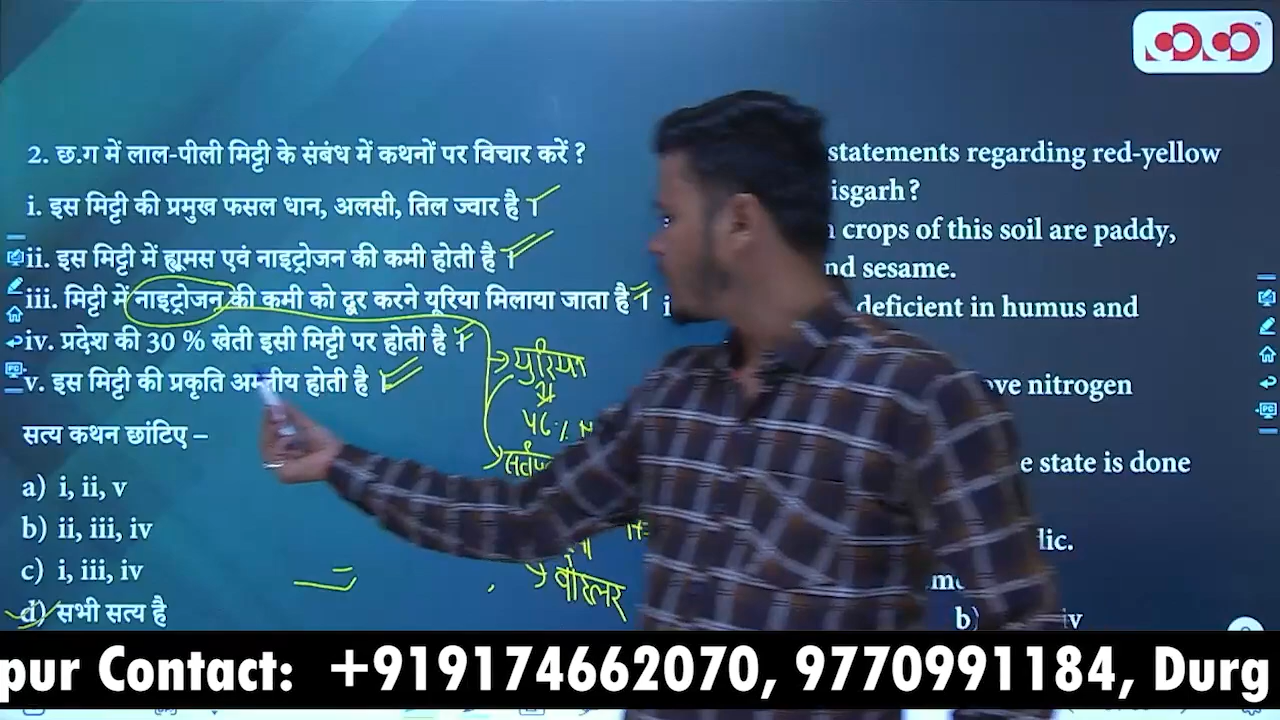 2. छ.ग में लाल-पीली मिट्टी के संबंध में कथनों पर विचार करें ?
i. इस मिट्टी की प्रमुख फसल धान, अलसी, तिल ज्वार है ।
ii. इस मिट्टी में ह्यूमस एवं नाइट्रोजन की कमी होती है ।
iii. मिट्टी में नाइट्रोजन की कमी को दूर करने यूरिया मिलाया जाता है ।
iv. प्रदेश की 30 % खेती इसी मिट्टी पर होती है ।
v. इस मिट्टी की प्रकृति अम्लीय होती है ।
सत्य कथन छांटिए –
a) i, ii, v
b) ii, iii, iv
c) i, iii, iv
d) सभी सत्य है
यूरिया
में
46%
statements regarding red-yellow
isgarh?
crops of this soil are paddy,
nd sesame.
deficient in humus and
ove nitrogen
e state is done
dic.
b) iv
pur Contact: +919174662070, 9770991184, Durg